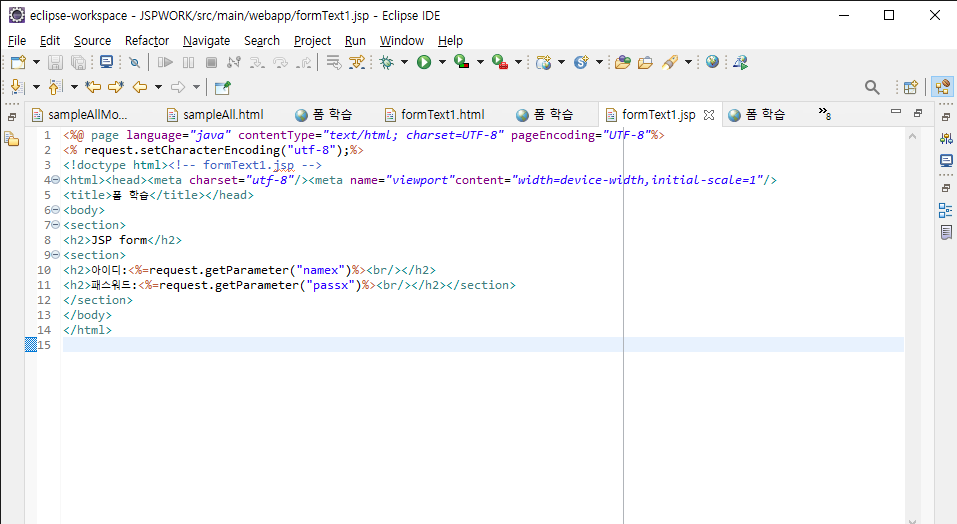 eclipse-workspace - JSPWORK/src/main/webapp/formText1.jsp - Eclipse IDE
File Edit Source Refactor Navigate Search Project Run Window Help
sampleAllMo... sampleAll.html 폼 학습 formText1.html 폼 학습 formText1.jsp 폼 학습 »8
1 <%@ page language="java" contentType="text/html; charset=UTF-8" pageEncoding="UTF-8"%>
2 <% request.setCharacterEncoding("utf-8");%>
3 <!doctype html><!-- formText1.jsp -->
4 <html><head><meta charset="utf-8"/><meta name="viewport"content="width=device-width,initial-scale=1"/>
5 <title>폼 학습</title></head>
6 <body>
7 <section>
8 <h2>JSP form</h2>
9 <section>
10 <h2>아이디:<%=request.getParameter("namex")%><br/></h2>
11 <h2>패스워드:<%=request.getParameter("passx")%><br/></h2></section>
12 </section>
13 </body>
14 </html>
15